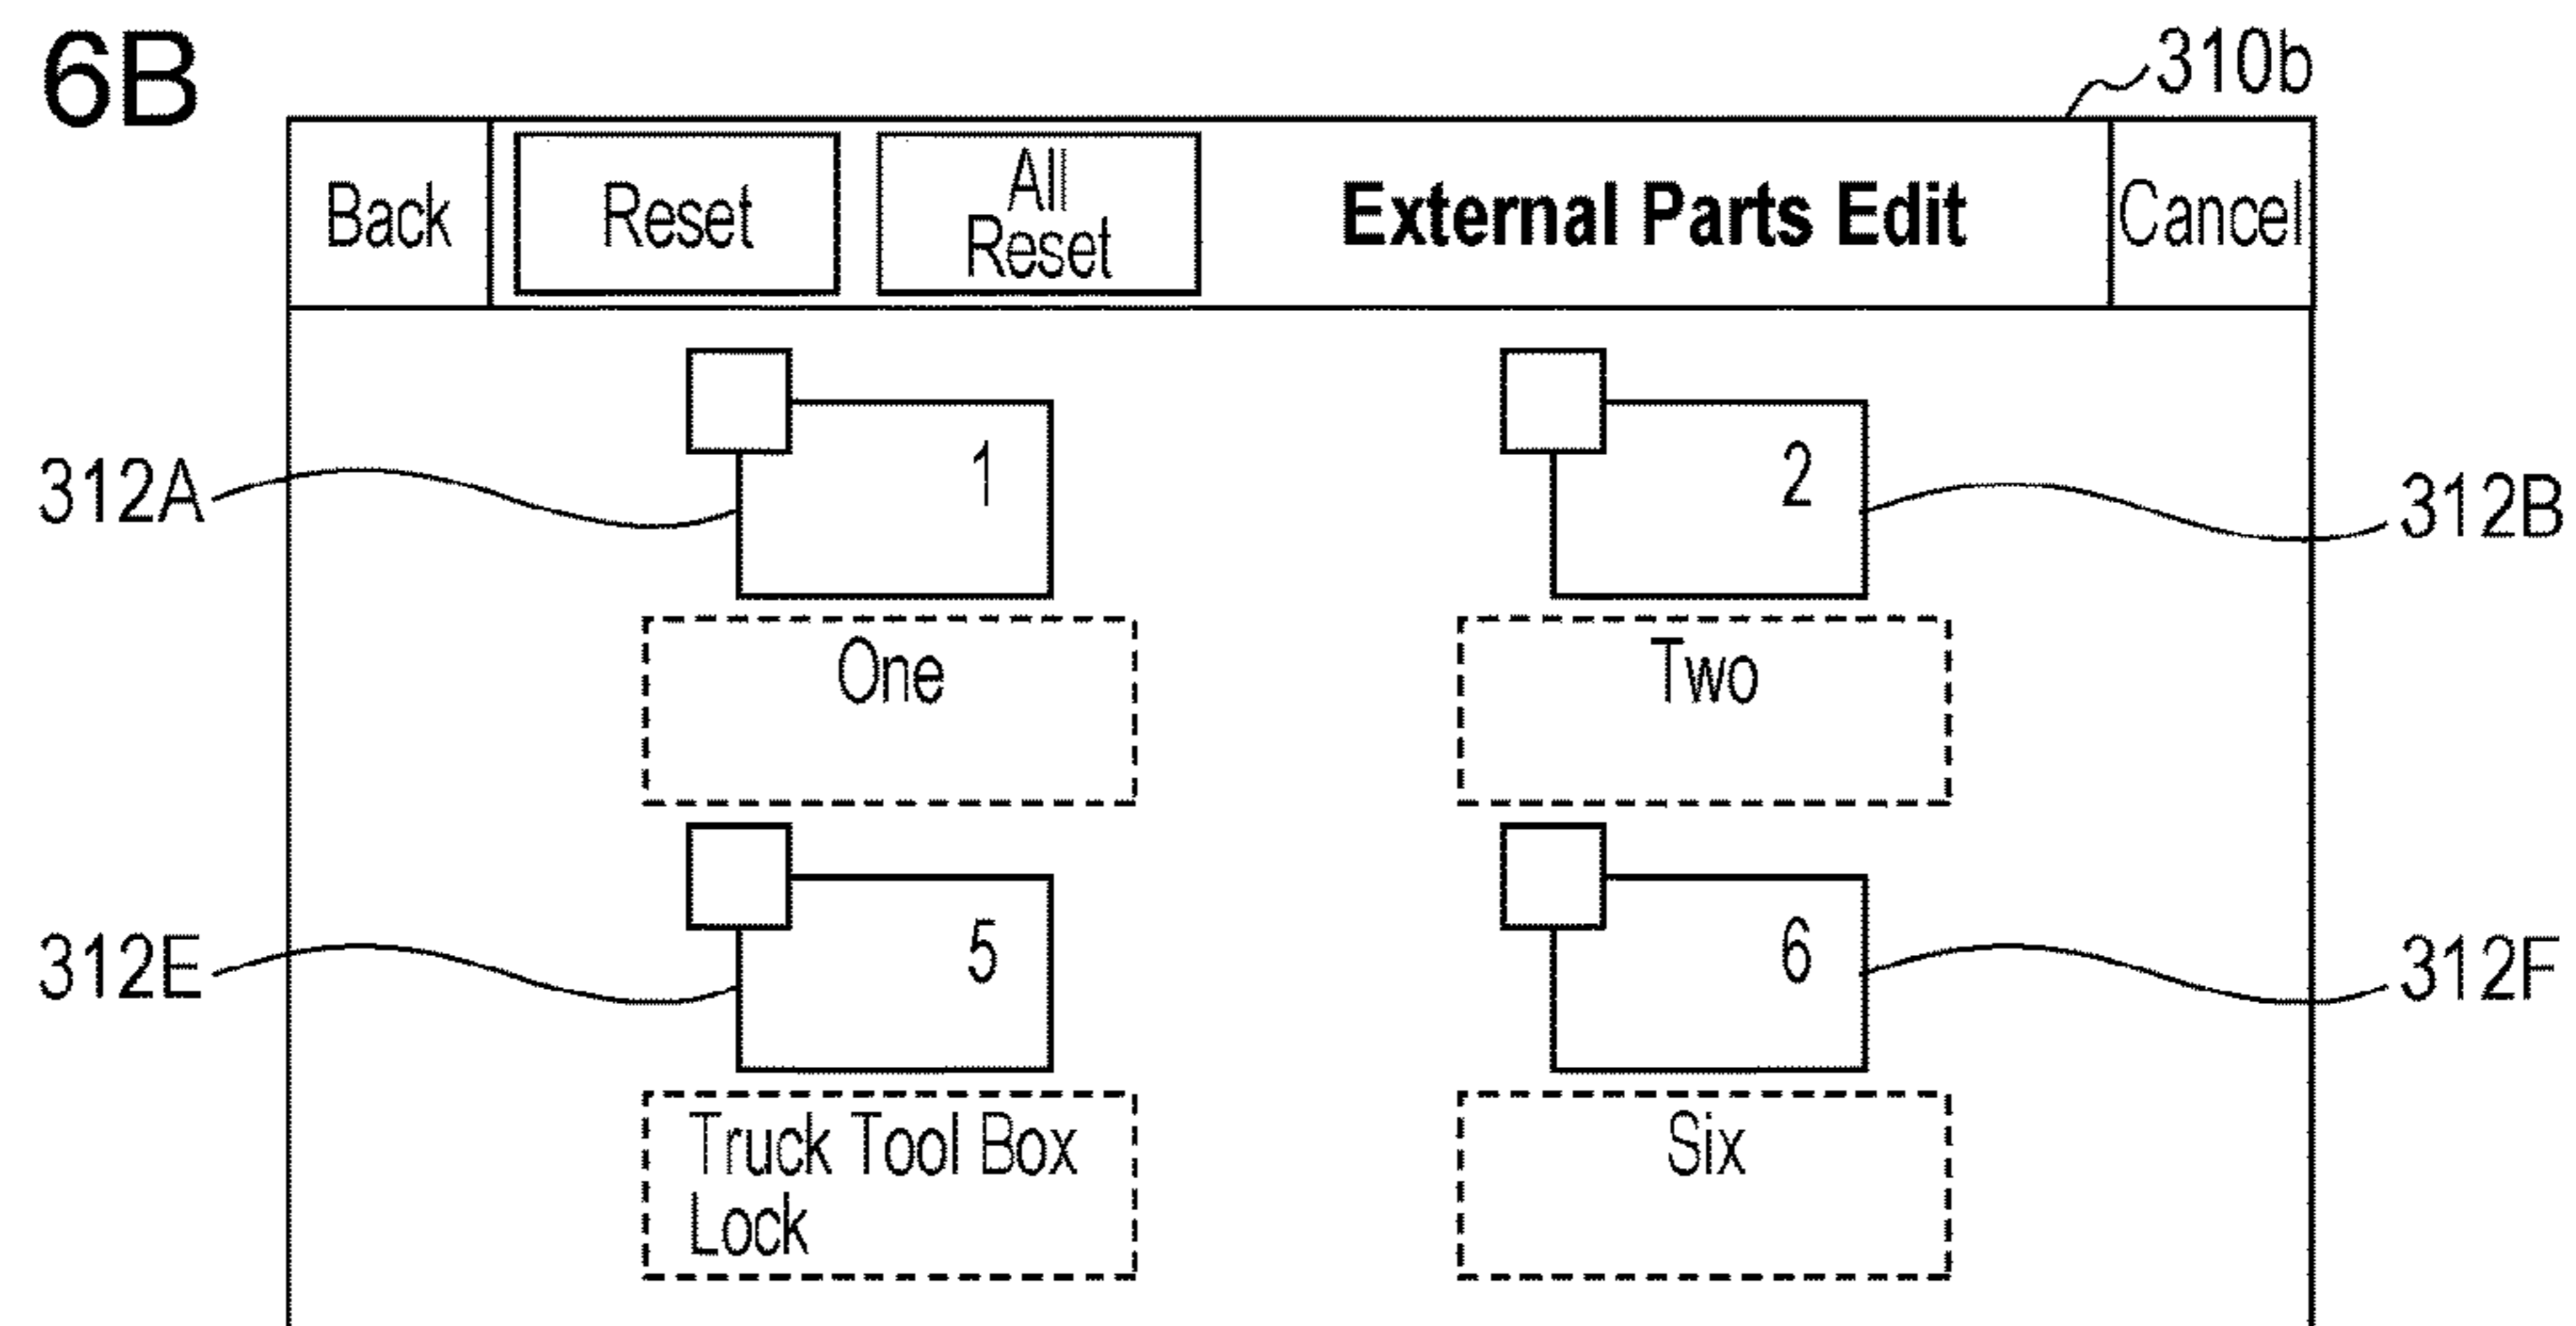 6B
310b
Back
Reset
All
Reset
External Parts Edit
Cancel
1
2
312A
312B
One
Two
5
6
312E
312F
Truck Tool Box
Lock
Six